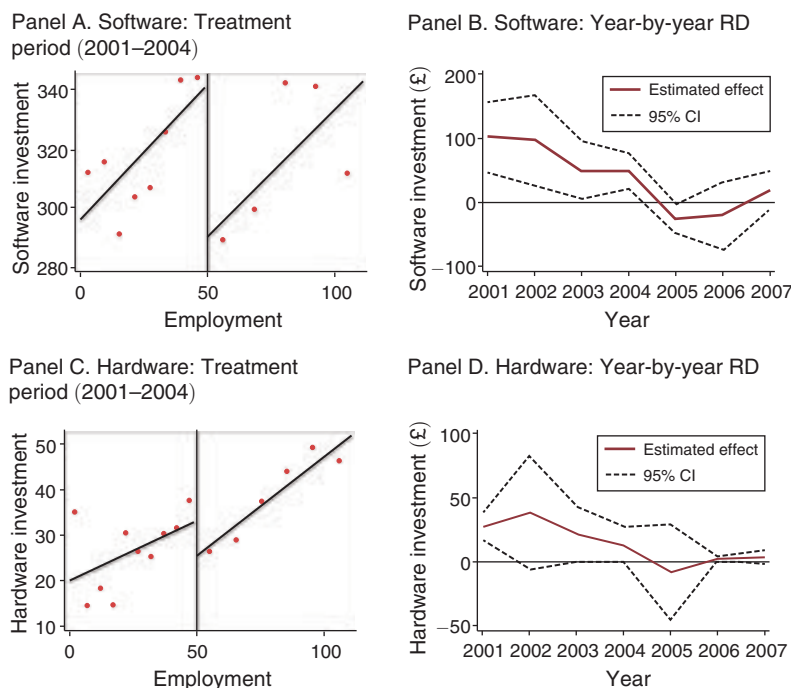 Panel A. Software: Treatment
period (2001–2004)
Software investment
340
320
300
280
0
50
100
Employment
Panel B. Software: Year-by-year RD
Software investment (£)
200
100
0
−100
Estimated effect
95% CI
2001 2002 2003 2004 2005 2006 2007
Year
Panel C. Hardware: Treatment
period (2001–2004)
Hardware investment
50
40
30
20
10
0
50
100
Employment
Panel D. Hardware: Year-by-year RD
Hardware investment (£)
100
50
0
−50
Estimated effect
95% CI
2001 2002 2003 2004 2005 2006 2007
Year